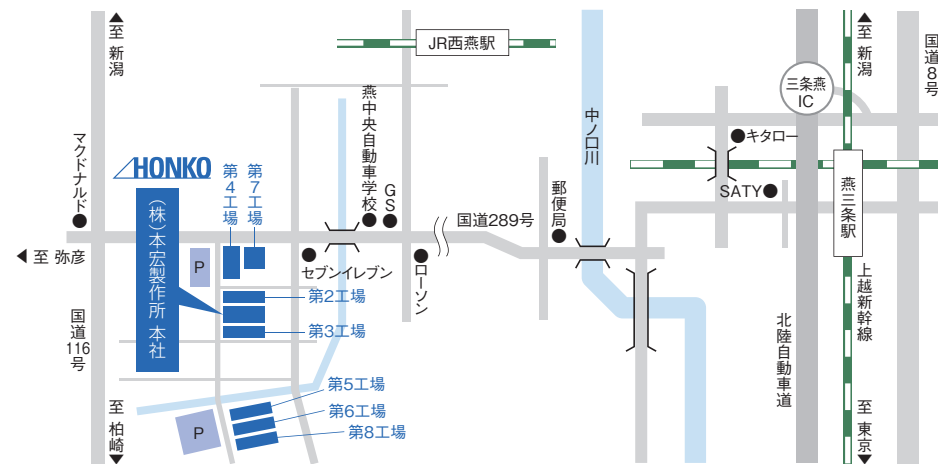 至 新潟
マクドナルド
HONKO
(株)本宏製作所 本社
第4工場
第7工場
P
至 弥彦
国道116号
至 柏崎
第2工場
第3工場
第5工場
第6工場
第8工場
P
セブンイレブン
燕中央自動車学校
GS
JR西燕駅
ローソン
国道289号
郵便局
中ノ口川
キタロー
SATY
三条燕
IC
至 新潟
国道8号
燕三条駅
上越新幹線
北陸自動車道
至 東京